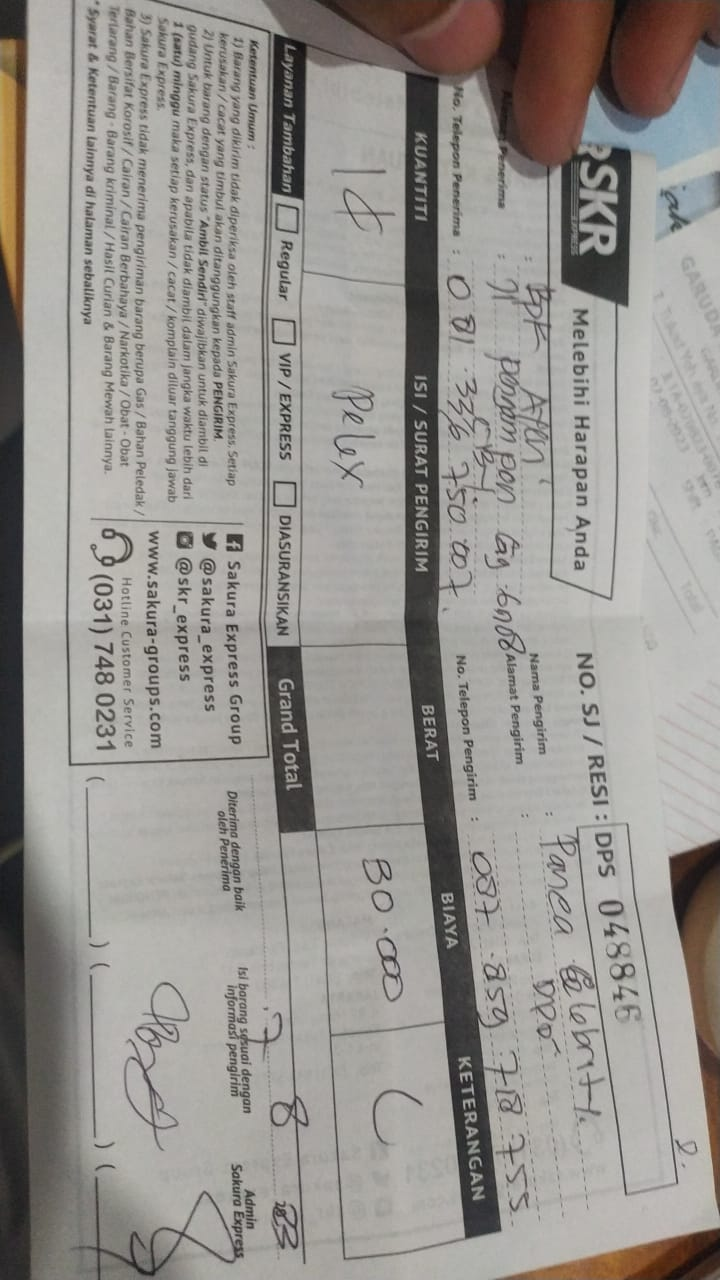 SKR
EXPRESS
Melebihi Harapan Anda
NO. SJ / RESI : DPS 048846
Penerima : Bpk
Nama Pengirim : Panca
DPS
Penerima : Jl
Alamat Pengirim :
No. Telepon Penerima : 081.336 750.007.
No. Telepon Pengirim : 087.859 718 755
KUANTITI
ISI / SURAT PENGIRIM
BERAT
BIAYA
KETERANGAN
1
Pelex
30.000
Layanan Tambahan
Regular
VIP / EXPRESS
DIASURANSIKAN
Grand Total
Ketentuan Umum :
1) Barang yang dikirim tidak diperiksa oleh staff admin Sakura Express. Setiap
kerusakan / cacat yang timbul akan ditanggungkan kepada PENGIRIM.
2) Untuk barang dengan status "Ambil Sendiri" diwajibkan untuk diambil di
gudang Sakura Express, dan apabila tidak diambil dalam jangka waktu lebih dari
1 (satu) minggu maka setiap kerusakan / cacat / komplain diluar tanggung jawab
Sakura Express.
3) Sakura Express tidak menerima pengiriman barang berupa Gas / Bahan Peledak /
Bahan Bersifat Korosif / Cairan / Cairan Berbahaya / Narkotika / Obat - Obat
Terlarang / Barang - Barang kriminal / Hasil Curian & Barang Mewah lainnya.
* Syarat & Ketentuan lainnya di halaman sebaliknya
Sakura Express Group
@sakura_express
@skr_express
www.sakura-groups.com
Hotline Customer Service
(031) 748 0231
7 8 2023
Diterima dengan baik
oleh Penerima
Isi barang sesuai dengan
informasi pengirim
Admin
Sakura Express